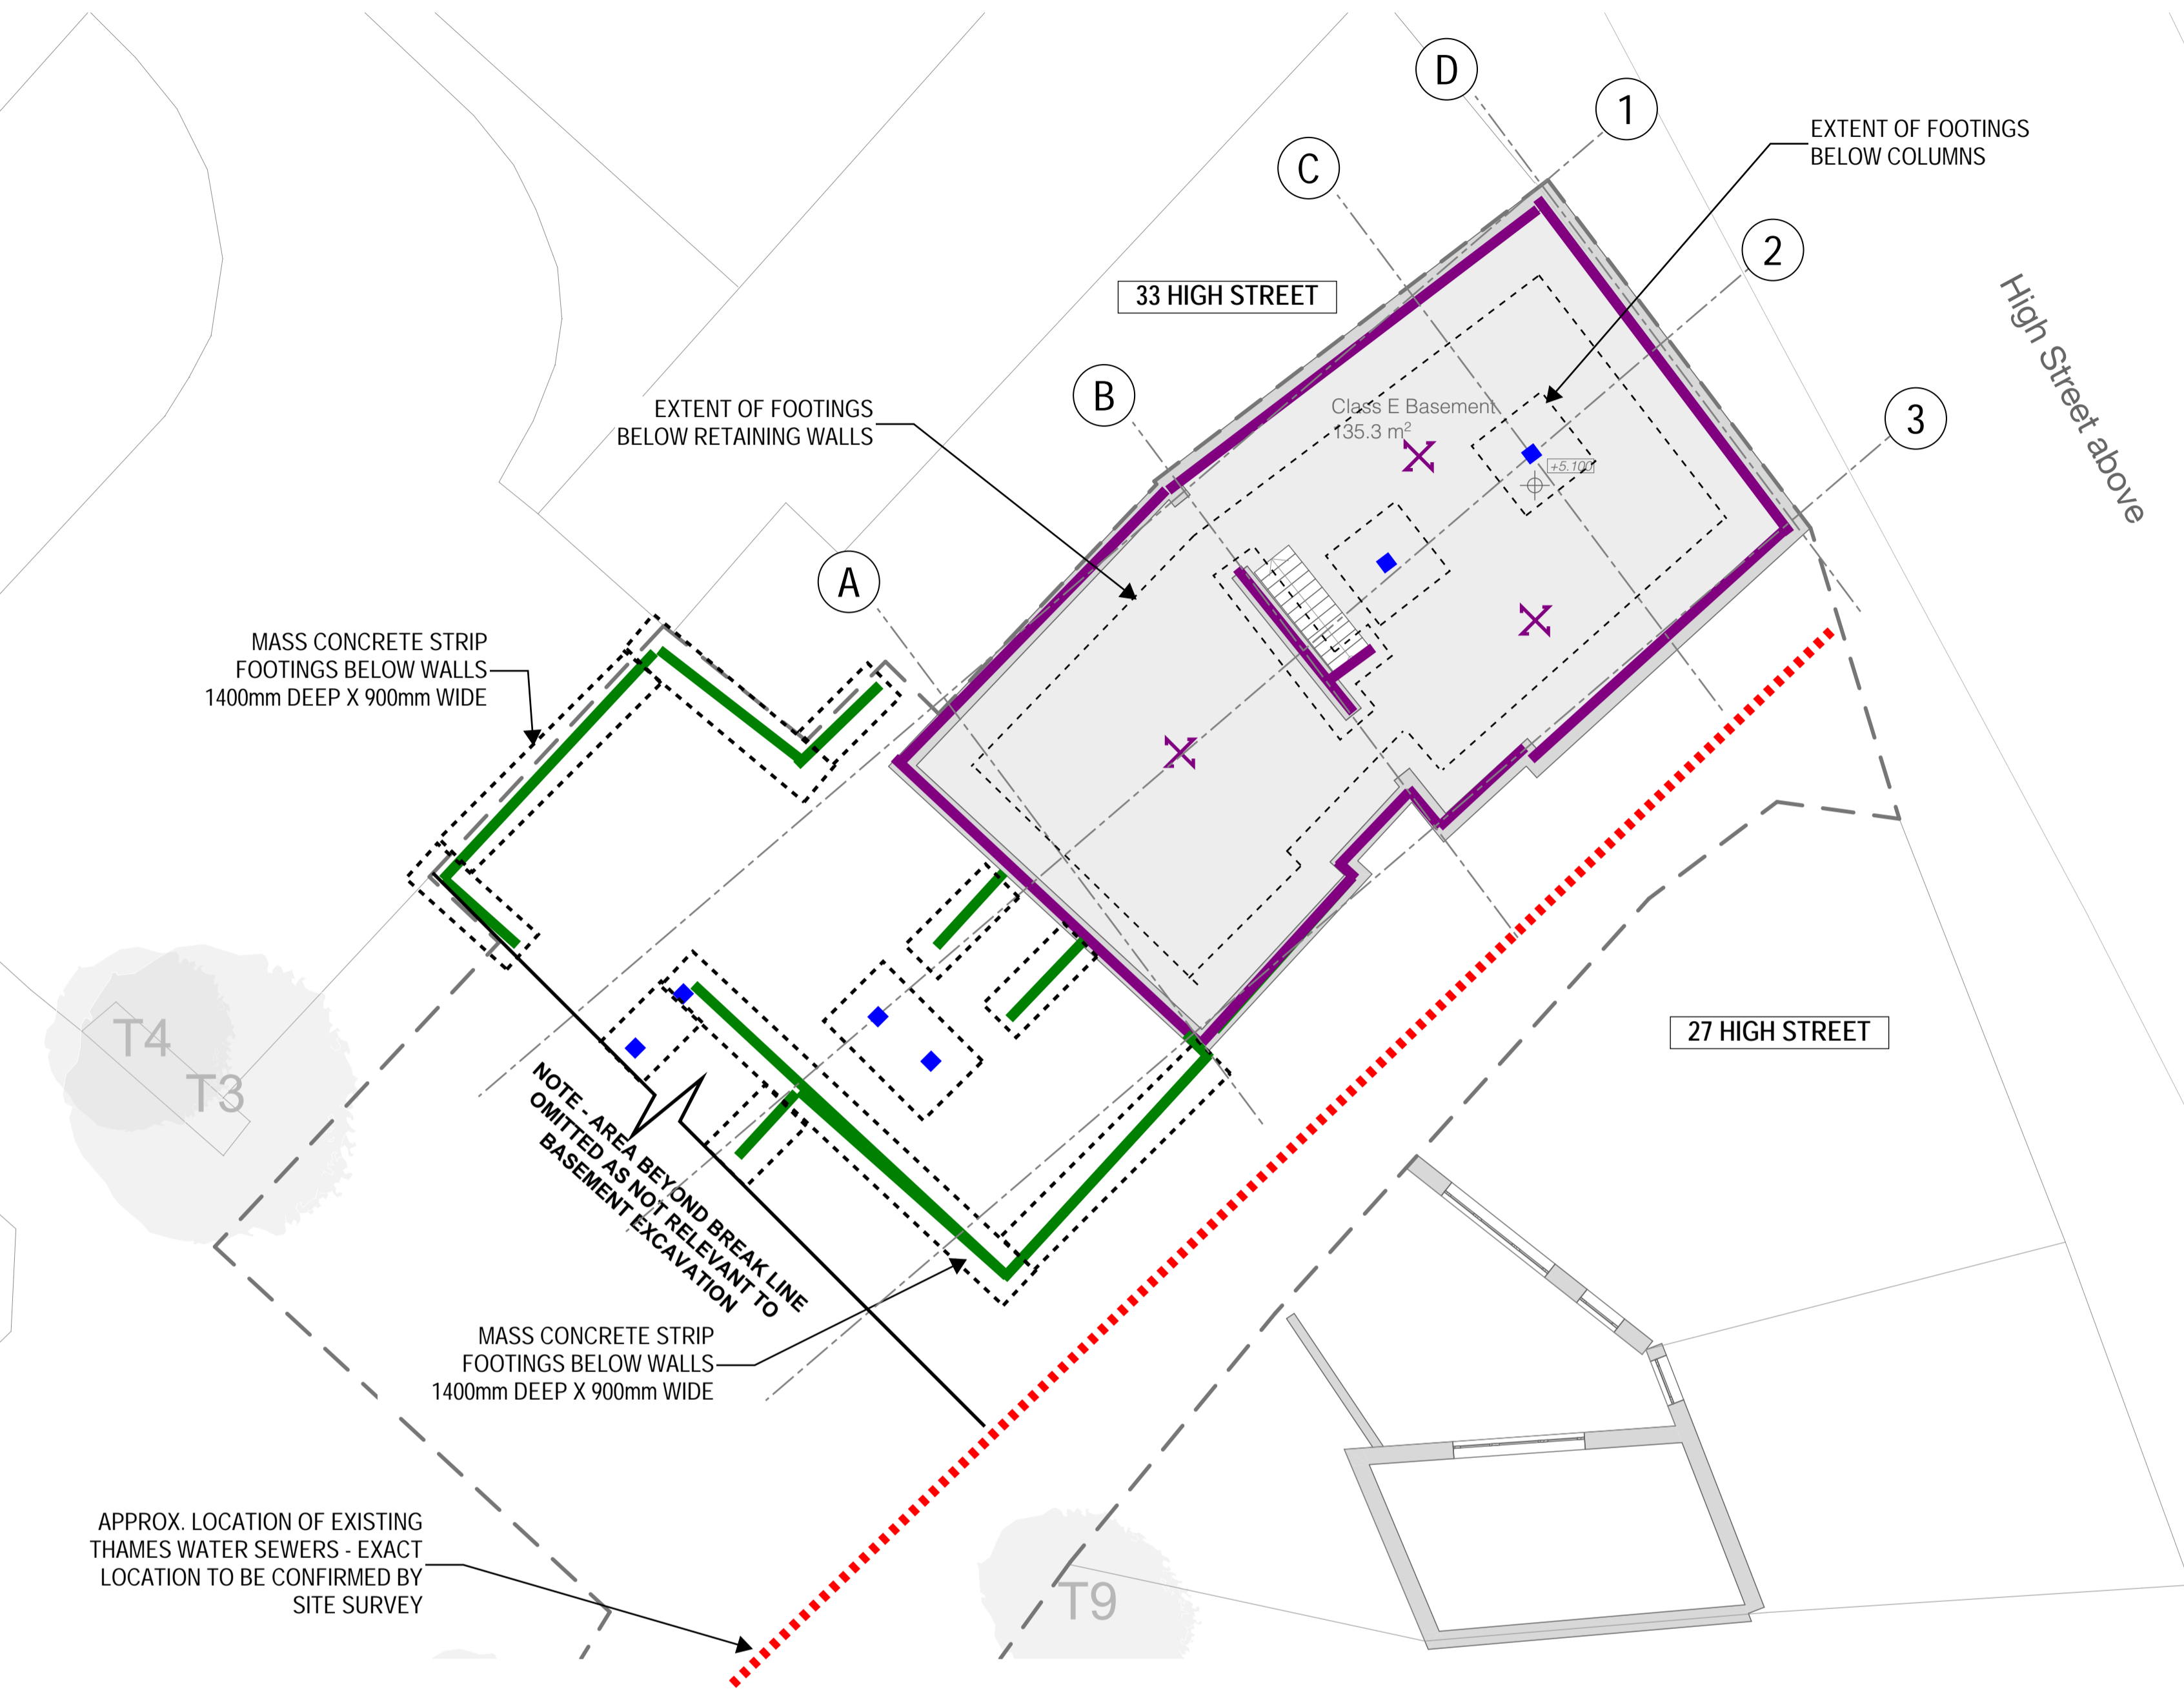 D
1
EXTENT OF FOOTINGS
BELOW COLUMNS
C
2
33 HIGH STREET
High Street above
B
EXTENT OF FOOTINGS
BELOW RETAINING WALLS
Class E Basement
135.3 m²
3
+5.100
A
MASS CONCRETE STRIP
FOOTINGS BELOW WALLS
1400mm DEEP X 900mm WIDE
T4
T3
27 HIGH STREET
NOTE - AREA BEYOND BREAK LINE
OMITTED AS NOT RELEVANT TO
BASEMENT EXCAVATION
MASS CONCRETE STRIP
FOOTINGS BELOW WALLS
1400mm DEEP X 900mm WIDE
APPROX. LOCATION OF EXISTING
THAMES WATER SEWERS - EXACT
LOCATION TO BE CONFIRMED BY
SITE SURVEY
T9